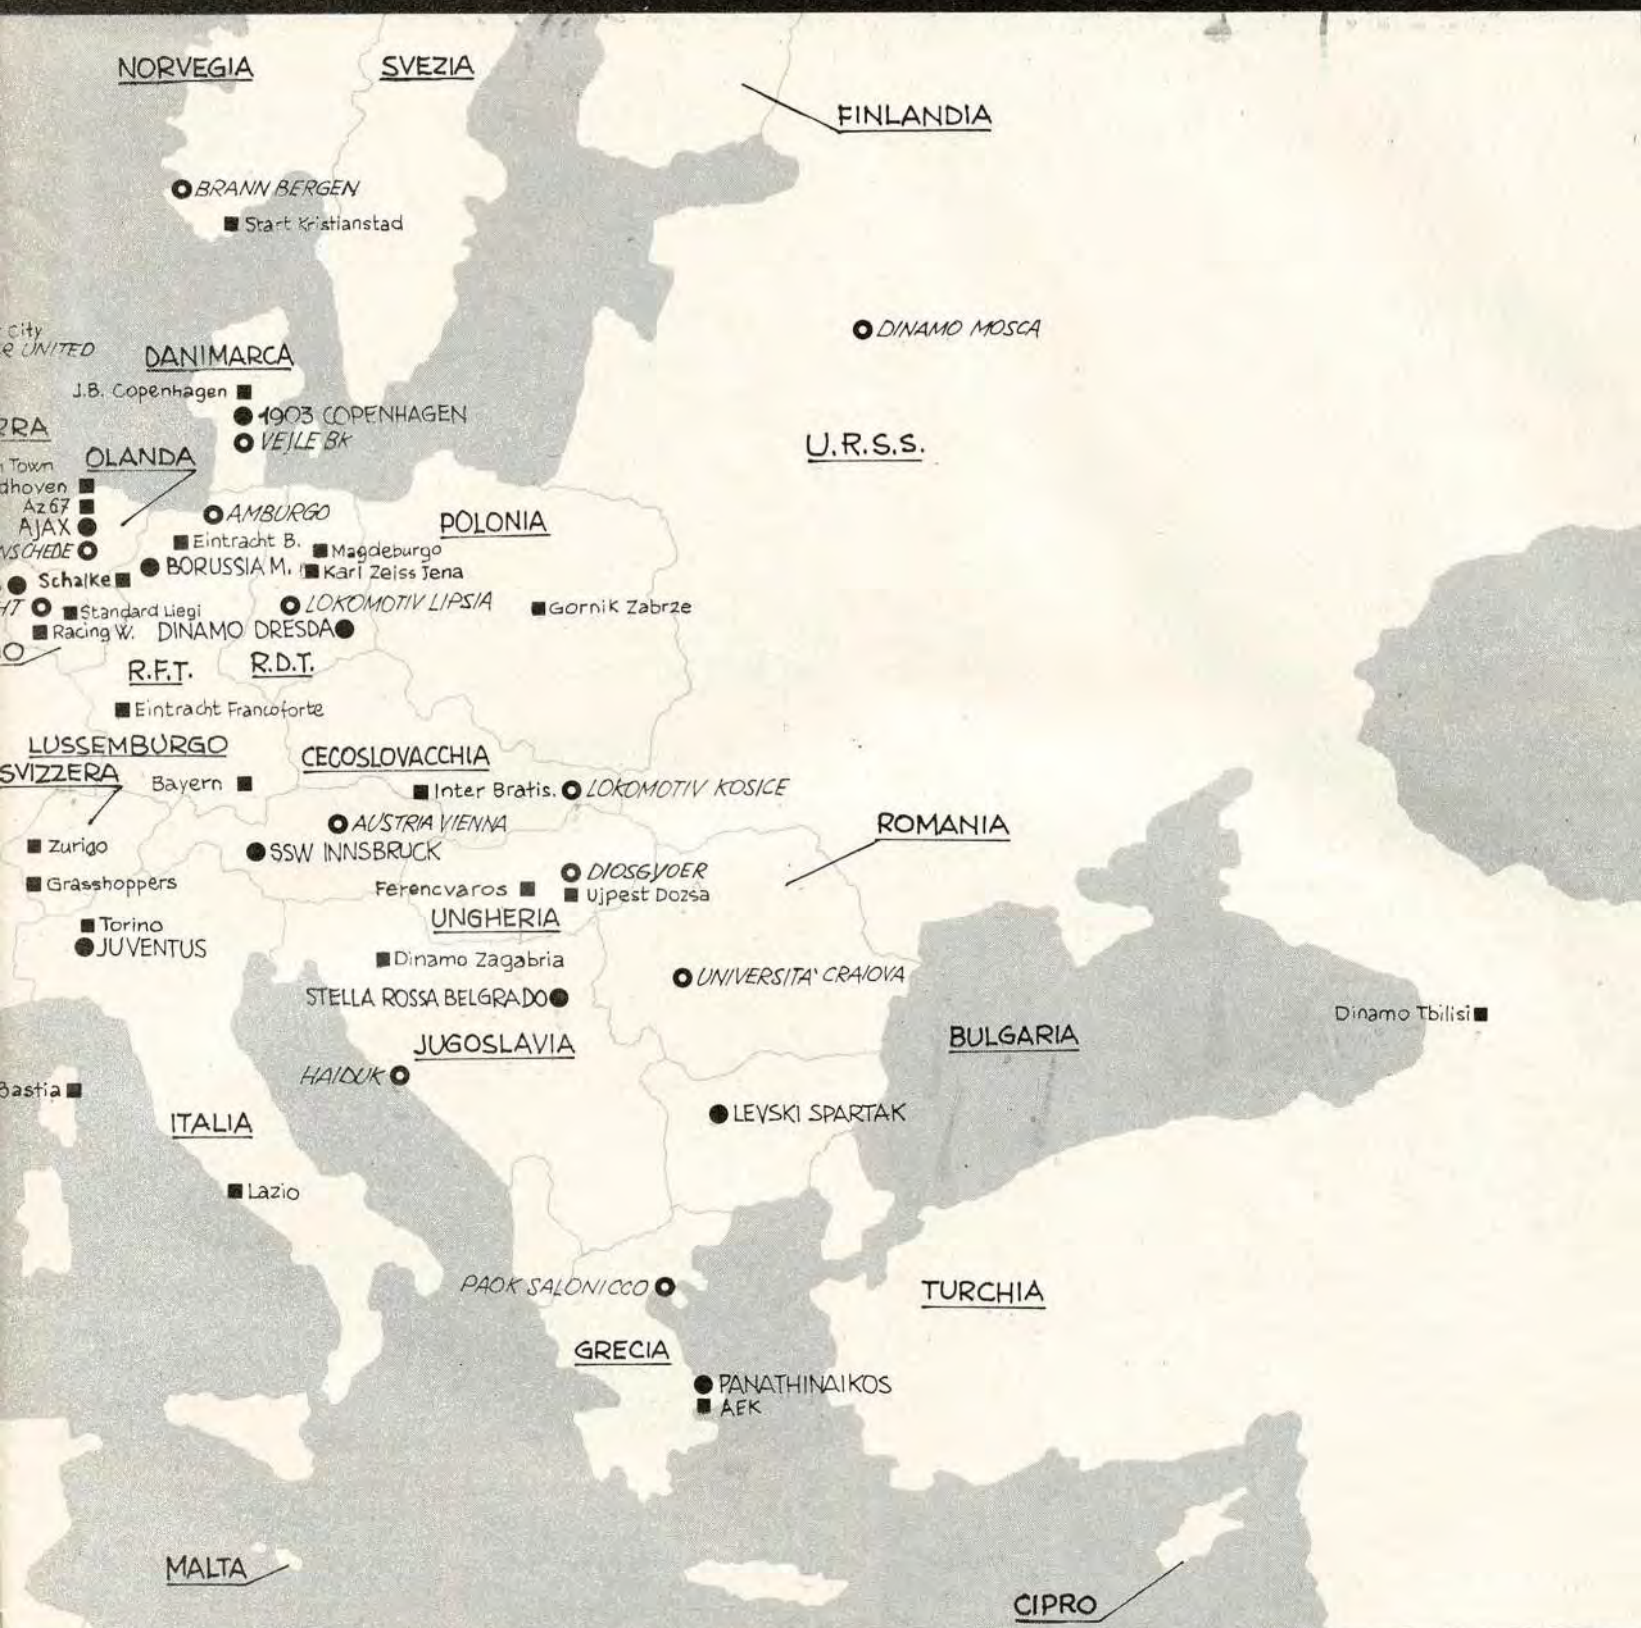 NORVEGIA
SVEZIA
FINLANDIA
BRANN BERGEN
Start Kristianstad
City
UNITED
DINAMO MOSCA
DANIMARCA
J.B. Copenhagen
1903 COPENHAGEN
VEJLE BK
RRA
U.R.S.S.
OLANDA
Town
dhoven
Az67
AJAX
NSCHEDE
AMBURGO
POLONIA
Eintracht B.
Magdeburgo
BORUSSIA M.
Karl Zeiss Jena
Schalke
HT
Standard Liegi
LOKOMOTIV LIPSIA
Gornik Zabrze
Racing W.
DINAMO DRESDA
O
R.F.T.
R.D.T.
Eintracht Francoforte
LUSSEMBURGO
SVIZZERA
Bayern
CECOSLOVACCHIA
Inter Bratis.
LOKOMOTIV KOSICE
AUSTRIA VIENNA
ROMANIA
Zurigo
SSW INNSBRUCK
Grasshoppers
DIOSGYOER
Ferencvaros
Ujpest Dozsa
UNGHERIA
Torino
JUVENTUS
Dinamo Zagabria
STELLA ROSSA BELGRADO
UNIVERSITA' CRAIOVA
Dinamo Tbilisi
JUGOSLAVIA
BULGARIA
HAIDUK
Bastia
LEVSKI SPARTAK
ITALIA
Lazio
PAOK SALONICCO
TURCHIA
GRECIA
PANATHINAIKOS
AEK
MALTA
CIPRO